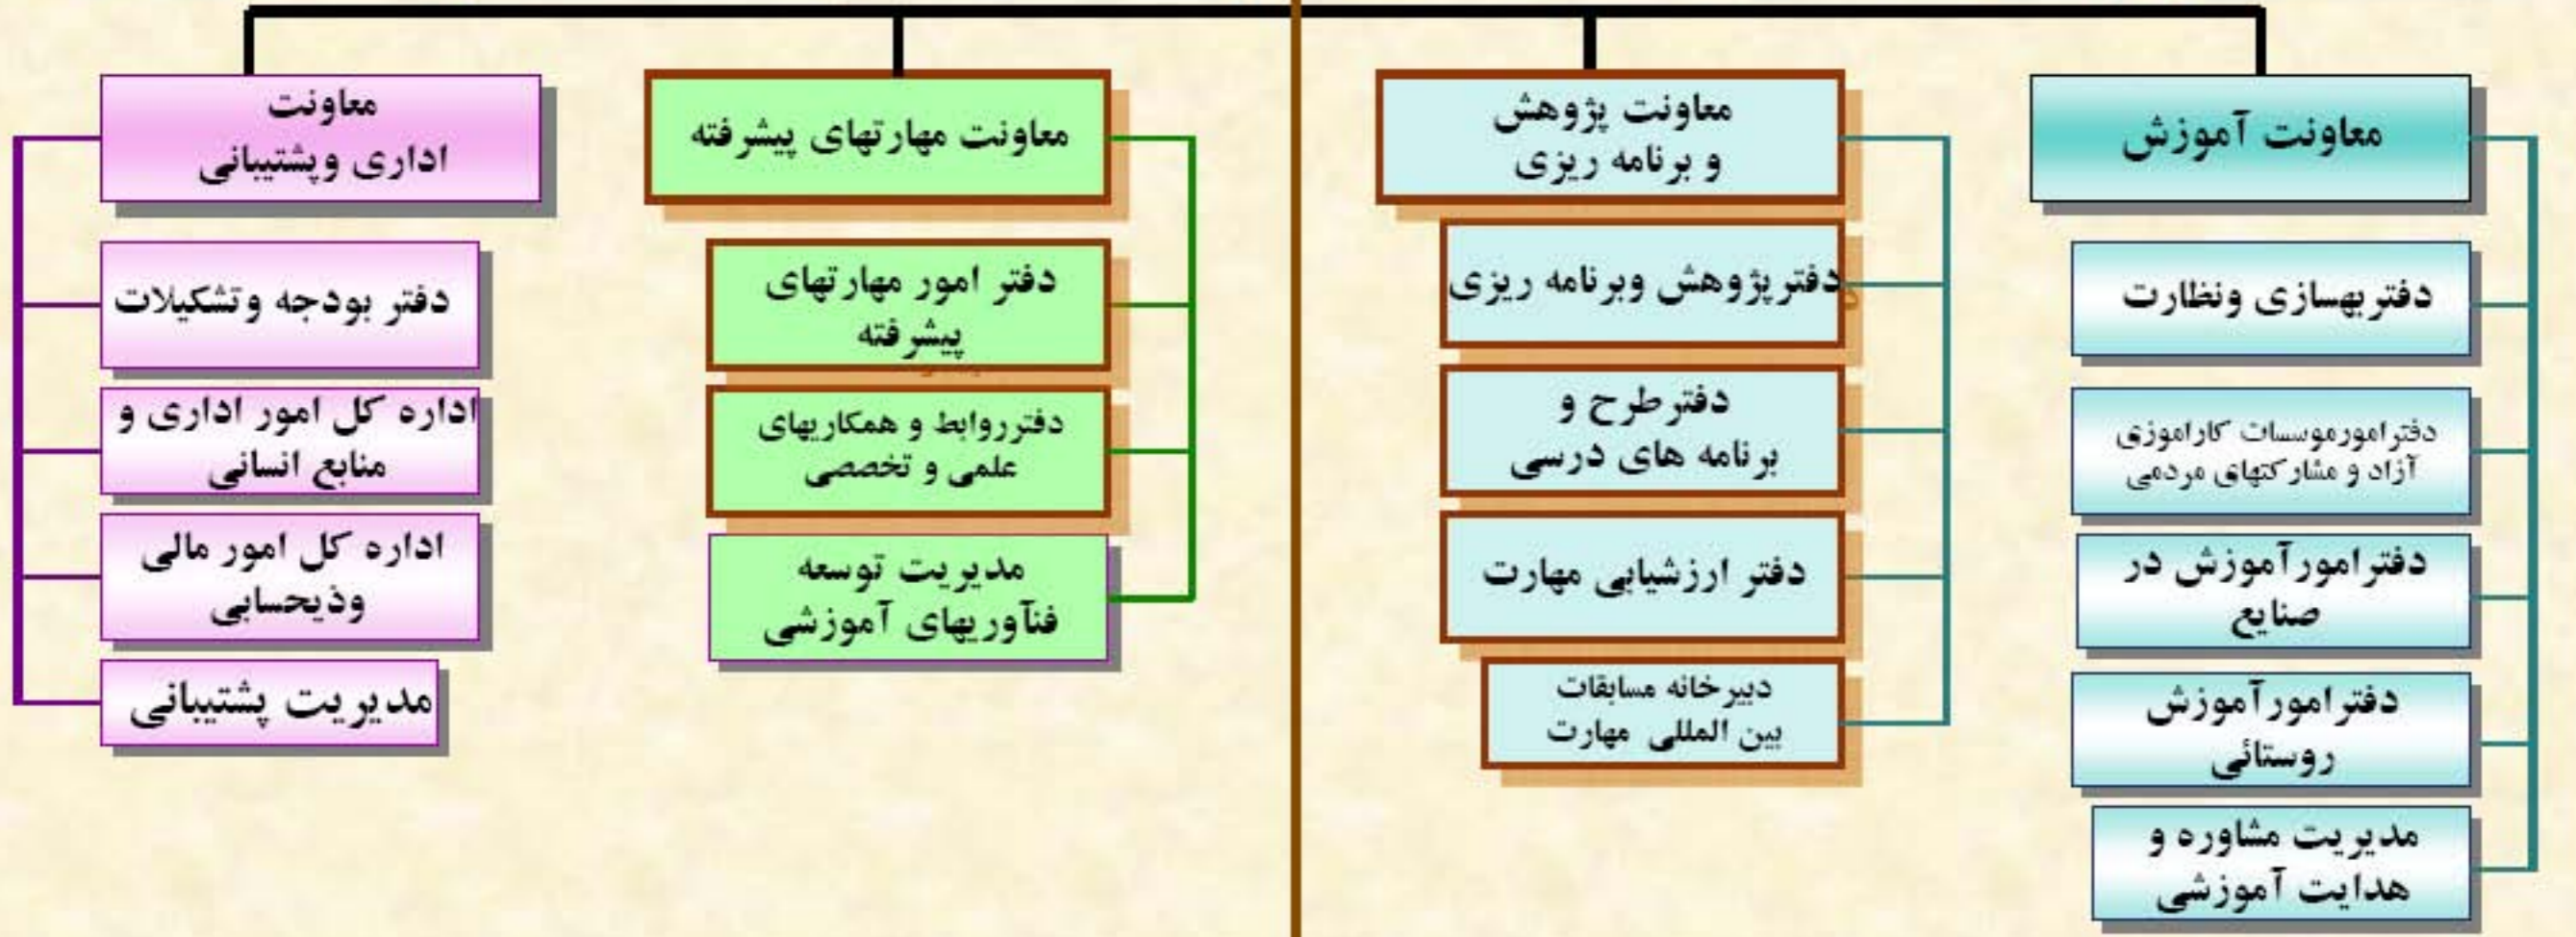 معاونت آموزش
دفتربهسازی ونظارت
دفترامورموسسات کاراموزی
آزاد و مشارکتهای مردمی
دفترامورآموزش در
صنایع
دفترامورآموزش
روستائی
مدیریت مشاوره و
هدایت آموزشی
معاونت پژوهش
و برنامه ریزی
دفترپژوهش وبرنامه ریزی
دفترطرح و
برنامه های درسی
دفتر ارزشیابی مهارت
دبیرخانه مسابقات
بین المللی مهارت
معاونت مهارتهای پیشرفته
دفتر امور مهارتهای
پیشرفته
دفترروابط و همکاریهای
علمی و تخصصی
مدیریت توسعه
فنآوریهای آموزشی
معاونت
اداری وپشتیبانی
دفتر بودجه وتشکیلات
اداره کل امور اداری و
منابع انسانی
اداره کل امور مالی
وذیحسابی
مدیریت پشتیبانی